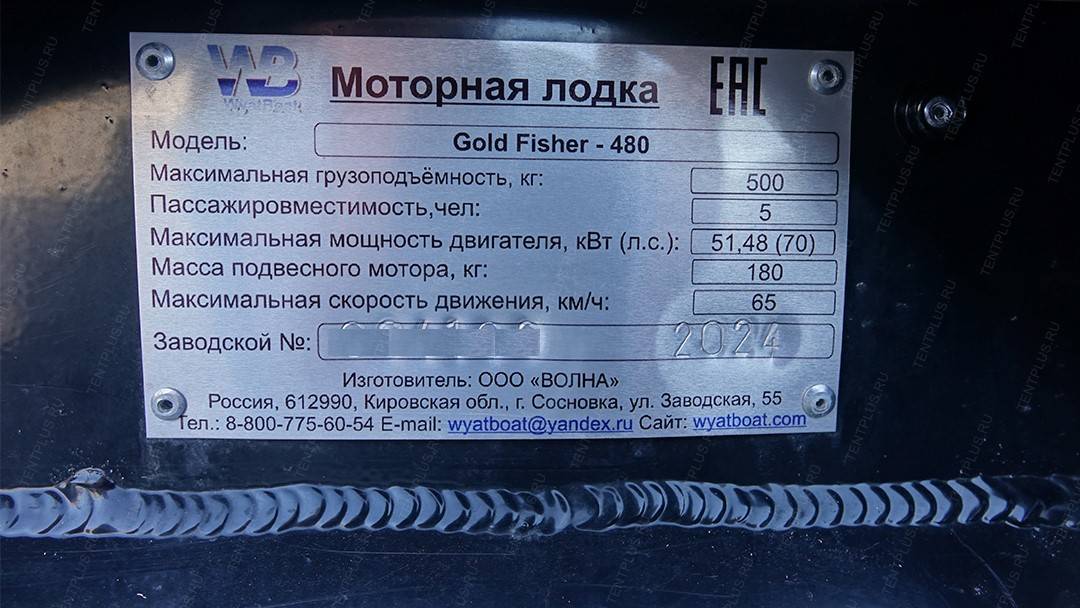 WB
WyatBoat
Моторная лодка
EAC
Модель: Gold Fisher - 480
Максимальная грузоподъёмность, кг: 500
Пассажировместимость,чел: 5
Максимальная мощность двигателя, кВт (л.с.): 51,48 (70)
Масса подвесного мотора, кг: 180
Максимальная скорость движения, км/ч: 65
Заводской №: 2024
Изготовитель: ООО «ВОЛНА»
Россия, 612990, Кировская обл., г. Сосновка, ул. Заводская, 55
Тел.: 8-800-775-60-54 E-mail: wyatboat@yandex.ru Сайт: wyatboat.com
TENTPLUS.RU